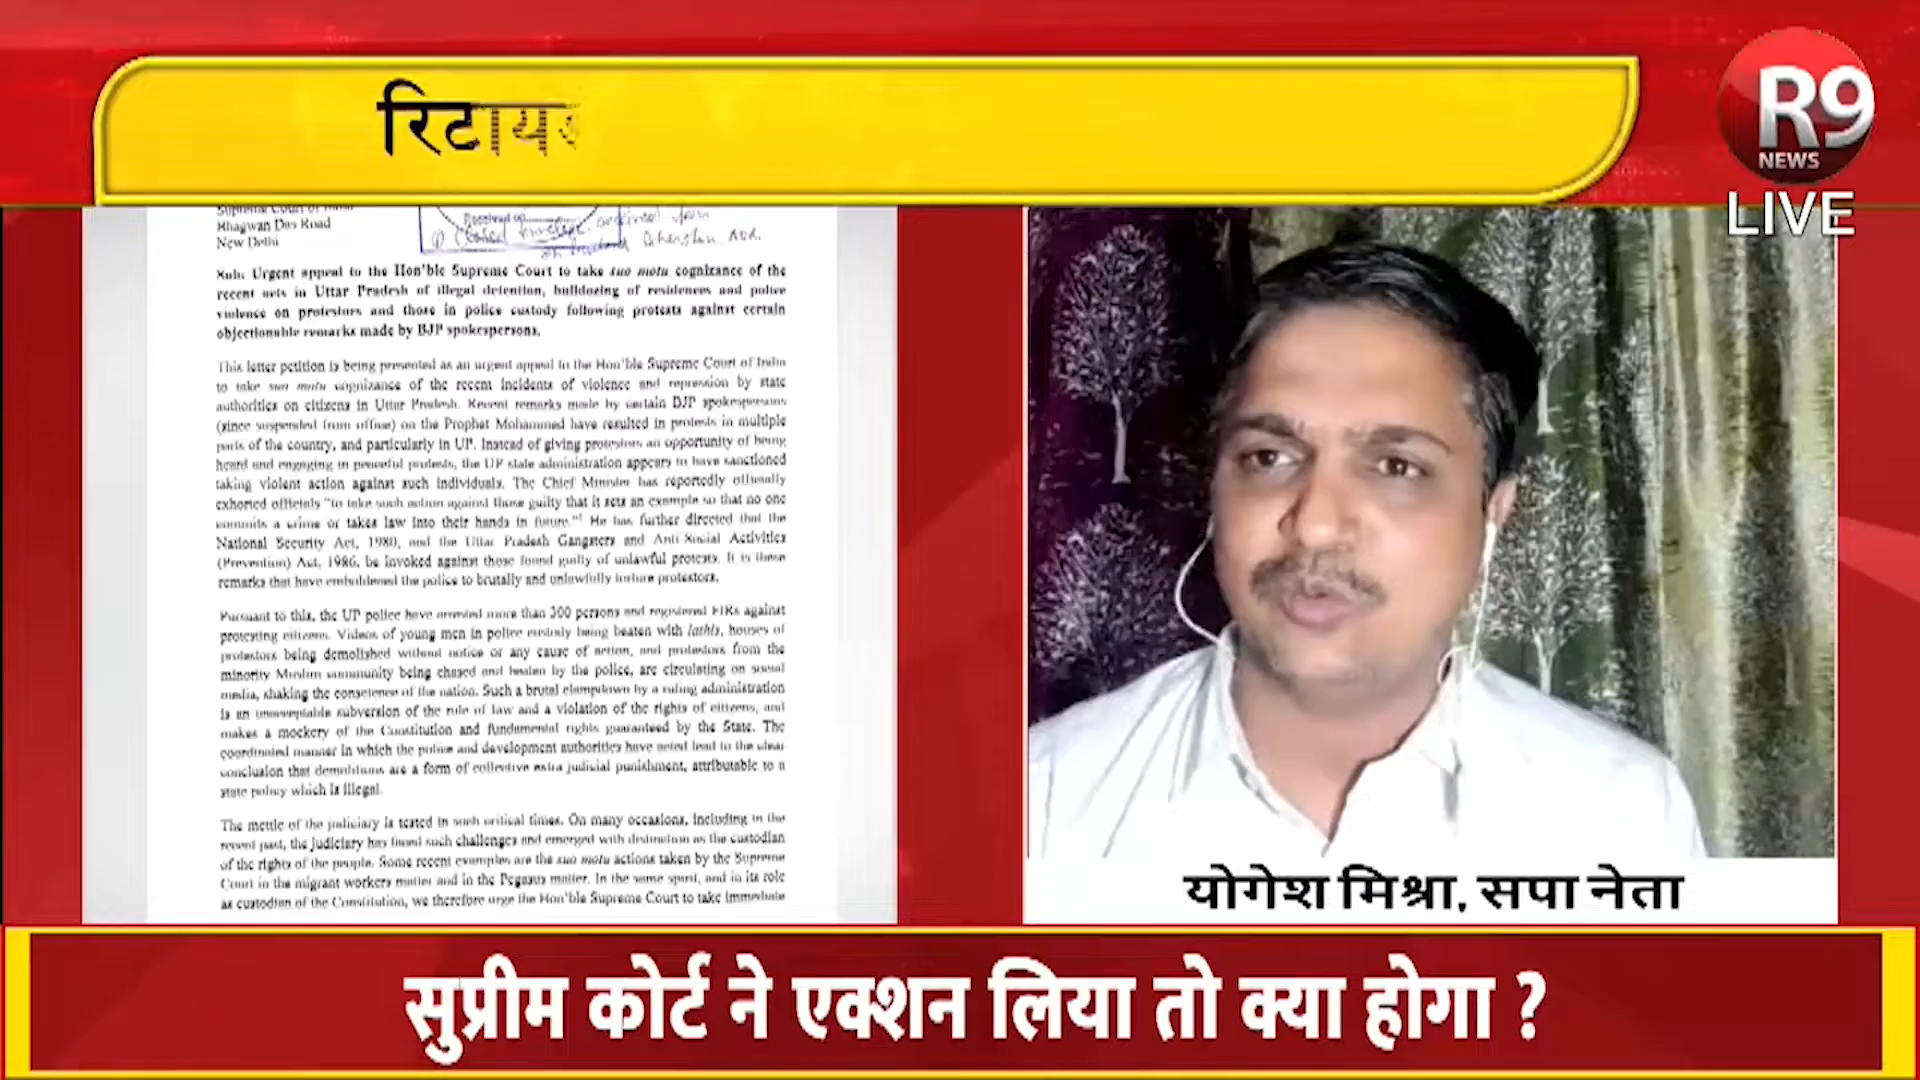 रिटाय
R9
NEWS
LIVE
Supreme Court of India
Bhagwan Das Road
New Delhi
Sub: Urgent appeal to the Hon'ble Supreme Court to take suo motu cognizance of the
recent acts in Uttar Pradesh of illegal detention, bulldozing of residences and police
violence on protestors and those in police custody following protests against certain
objectionable remarks made by BJP spokespersons.
This letter petition is being presented as an urgent appeal to the Hon'ble Supreme Court of India
to take suo motu cognizance of the recent incidents of violence and repression by state
authorities on citizens in Uttar Pradesh. Recent remarks made by certain BJP spokespersons
(since suspended from office) on the Prophet Mohammed have resulted in protests in multiple
parts of the country, and particularly in UP. Instead of giving protestors an opportunity of being
heard and engaging in peaceful protests, the UP state administration appears to have sanctioned
taking violent action against such individuals. The Chief Minister has reportedly officially
exhorted officials "to take such action against those guilty that it sets an example so that no one
commits a crime or takes law into their hands in future."1 He has further directed that the
National Security Act, 1980, and the Uttar Pradesh Gangsters and Anti-Social Activities
(Prevention) Act, 1986, be invoked against those found guilty of unlawful protests. It is these
remarks that have emboldened the police to brutally and unlawfully torture protestors.
Pursuant to this, the UP police have arrested more than 300 persons and registered FIRs against
protesting citizens. Videos of young men in police custody being beaten with lathis, houses of
protestors being demolished without notice or any cause of action, and protestors from the
minority Muslim community being chased and beaten by the police, are circulating on social
media, shaking the conscience of the nation. Such a brutal clampdown by a ruling administration
is an unacceptable subversion of the rule of law and a violation of the rights of citizens, and
makes a mockery of the Constitution and fundamental rights guaranteed by the State. The
coordinated manner in which the police and development authorities have acted lead to the clear
conclusion that demolitions are a form of collective extra judicial punishment, attributable to a
state policy which is illegal.
The mettle of the judiciary is tested in such critical times. On many occasions, including in the
recent past, the judiciary has faced such challenges and emerged with distinction as the custodian
of the rights of the people. Some recent examples are the suo motu actions taken by the Supreme
Court in the migrant workers matter and in the Pegasus matter. In the same spirit, and in its role
as custodian of the Constitution, we therefore urge the Hon'ble Supreme Court to take immediate
योगेश मिश्रा, सपा नेता
सुप्रीम कोर्ट ने एक्शन लिया तो क्या होगा ?